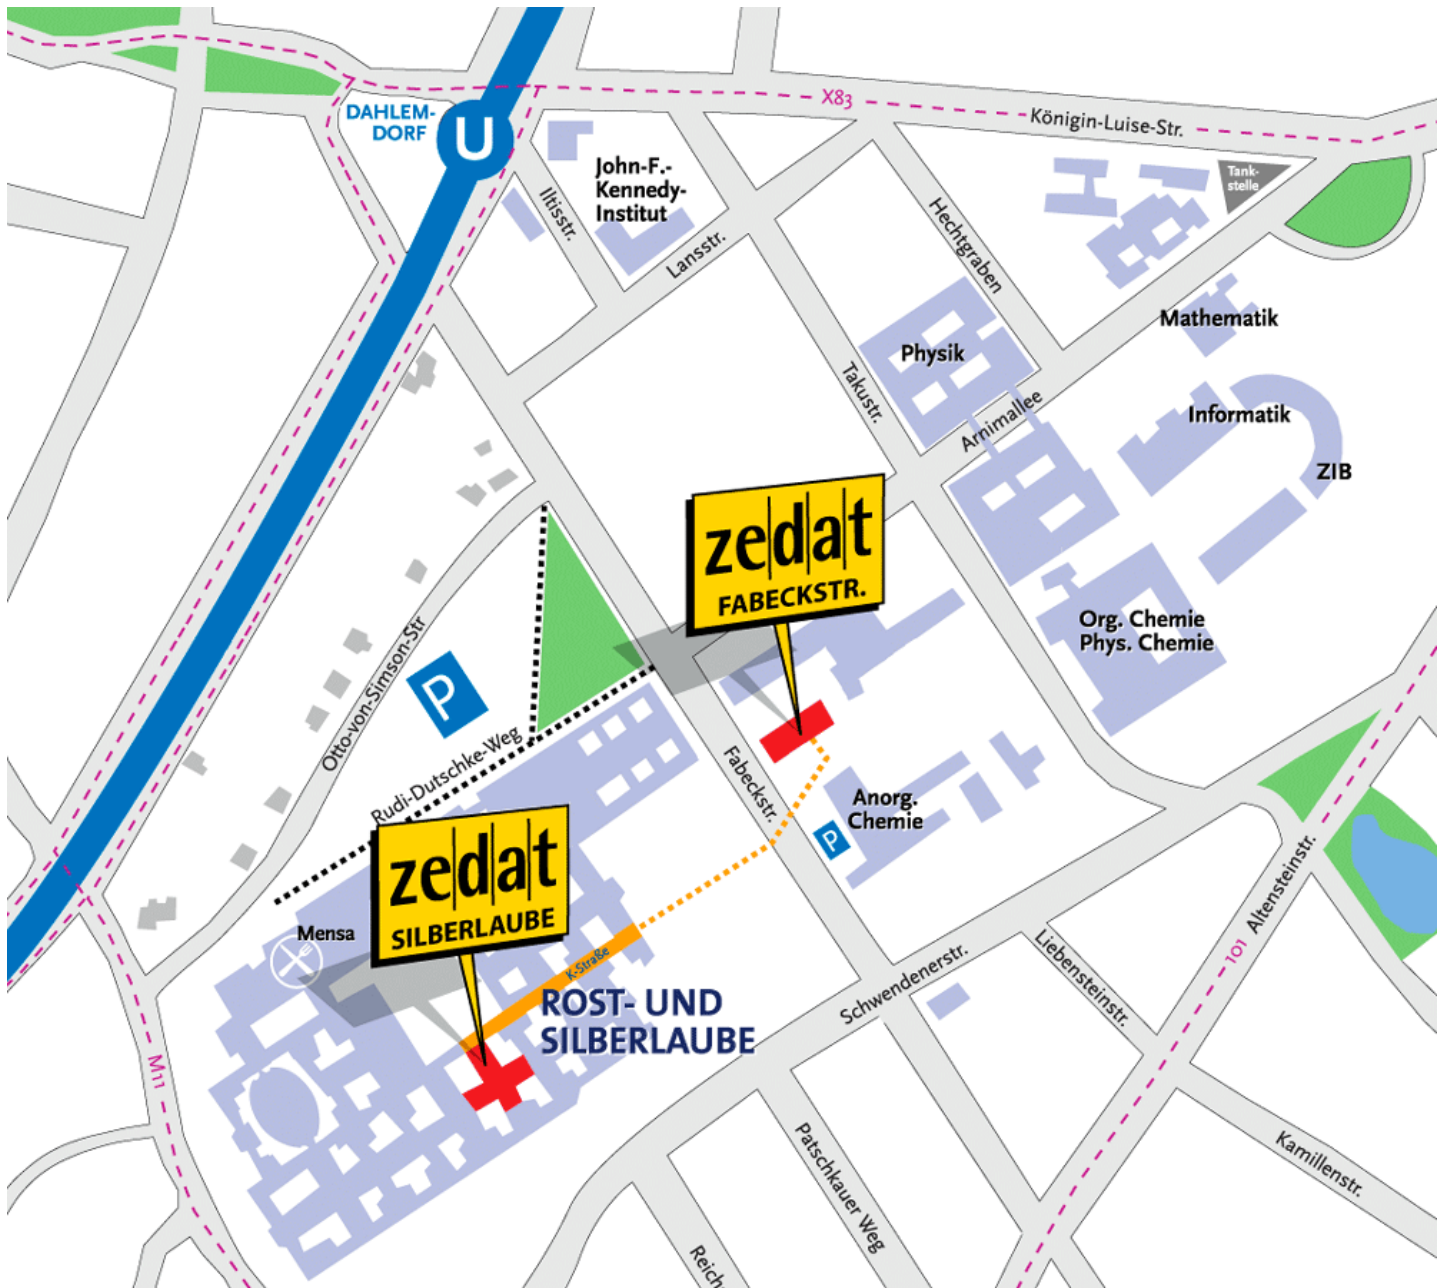 X83
Königin-Luise-Str.
DAHLEM-
DORF
U
John-F.-
Kennedy-
Institut
Iltisstr.
Lansstr.
Hechtgraben
Tank-
stelle
Mathematik
Physik
Takustr.
Arnimallee
Informatik
ZIB
zedat
FABECKSTR.
Org. Chemie
Phys. Chemie
Otto-von-Simson-Str
P
Rudi-Dutschke-Weg
Fabeckstr.
Anorg.
Chemie
P
zedat
SILBERLAUBE
Mensa
K-Straße
ROST- UND
SILBERLAUBE
Schwendenerstr.
Liebensteinstr.
101
Altensteinstr.
M11
Patschkauer Weg
Kamillenstr.
Reich